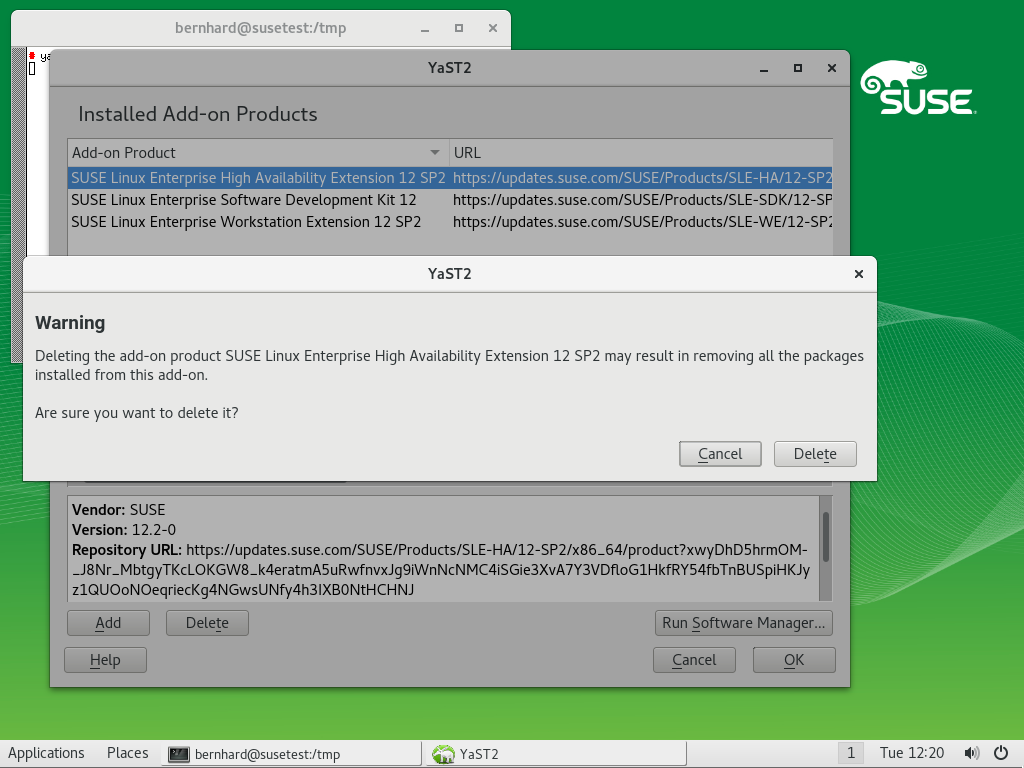 bernhard@susetest:/tmp
YaST2
SUSE
Installed Add-on Products
Add-on Product URL
SUSE Linux Enterprise High Availability Extension 12 SP2 https://updates.suse.com/SUSE/Products/SLE-HA/12-SP2
SUSE Linux Enterprise Software Development Kit 12 https://updates.suse.com/SUSE/Products/SLE-SDK/12-SP
SUSE Linux Enterprise Workstation Extension 12 SP2 https://updates.suse.com/SUSE/Products/SLE-WE/12-SP2
YaST2
Warning
Deleting the add-on product SUSE Linux Enterprise High Availability Extension 12 SP2 may result in removing all the packages
installed from this add-on.
Are sure you want to delete it?
Cancel Delete
Vendor: SUSE
Version: 12.2-0
Repository URL: https://updates.suse.com/SUSE/Products/SLE-HA/12-SP2/x86_64/product?xwyDhD5hrmOM-
_J8Nr_MbtgyTKcLOKGW8_k4eratmA5uRwfnvxJg9iWnNcNMC4iSGie3XvA7Y3VDfloG1HkfRY54fbTnBUSpiHKJy
z1QUOoNOeqriecKg4NGwsUNfy4h3IXB0NtHCHNJ
Add Delete Run Software Manager...
Help Cancel OK
Applications Places bernhard@susetest:/tmp YaST2 1 Tue 12:20